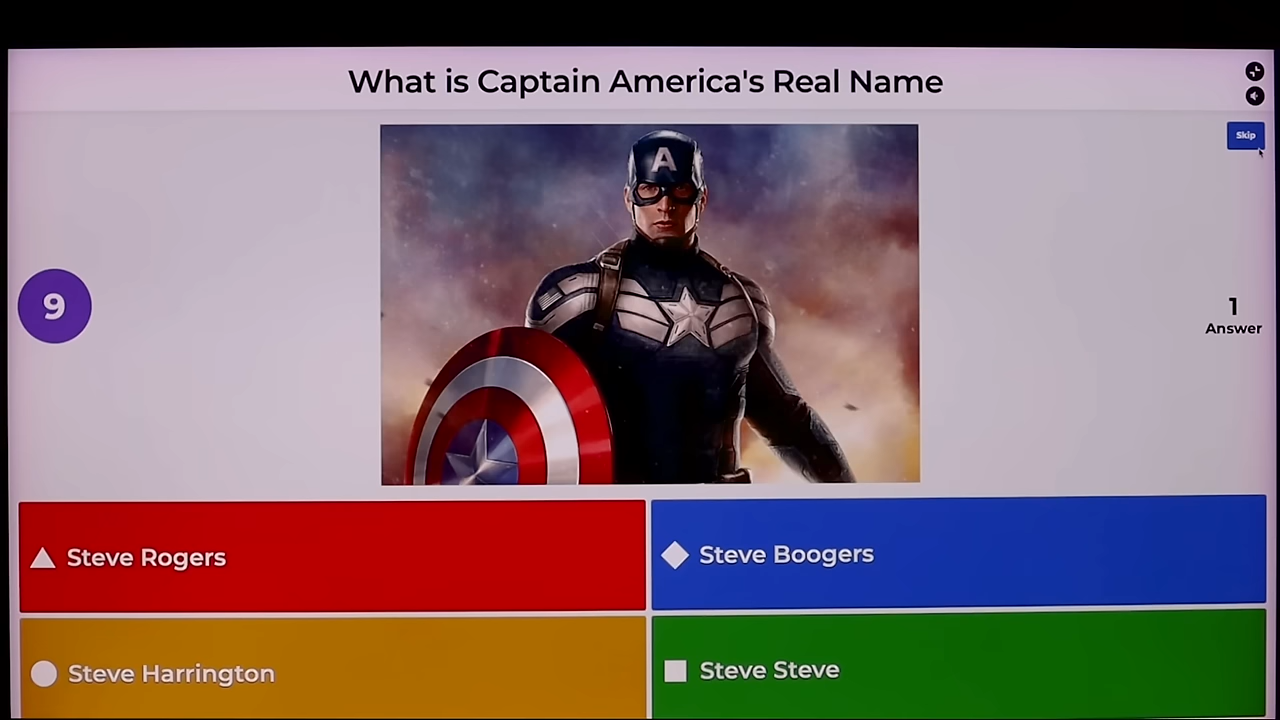 What is Captain America's Real Name
Skip
A
9
1
Answer
Steve Rogers
Steve Boogers
Steve Harrington
Steve Steve